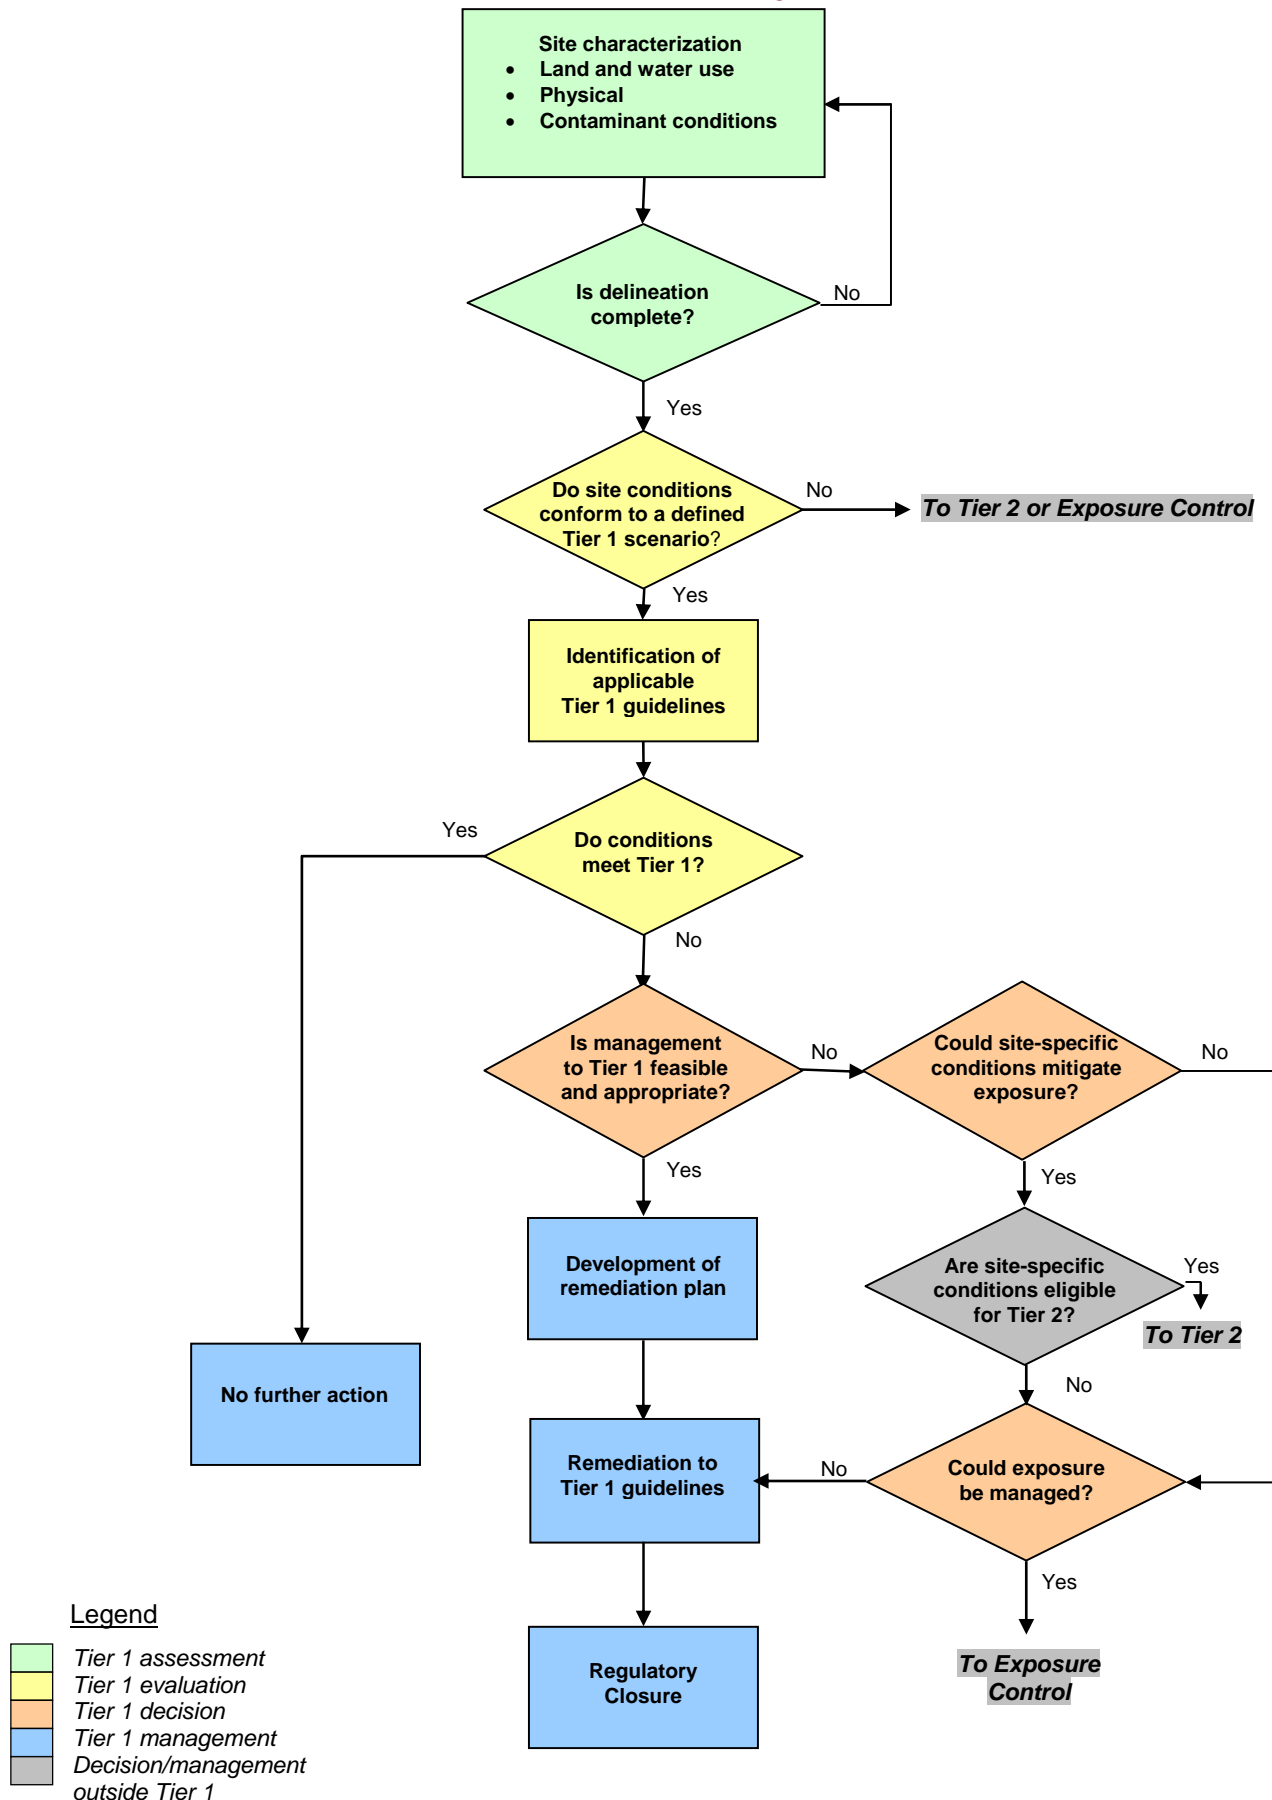 Site characterization
• Land and water use
• Physical
• Contaminant conditions
Is delineation
complete?
No
Yes
Do site conditions
conform to a defined
Tier 1 scenario?
No
To Tier 2 or Exposure Control
Yes
Identification of
applicable
Tier 1 guidelines
Do conditions
meet Tier 1?
Yes
No
Is management
to Tier 1 feasible
and appropriate?
No
Could site-specific
conditions mitigate
exposure?
No
Yes
Yes
Development of
remediation plan
Are site-specific
conditions eligible
for Tier 2?
Yes
To Tier 2
No
No further action
Remediation to
Tier 1 guidelines
No
Could exposure
be managed?
Yes
To Exposure
Control
Regulatory
Closure
Legend
Tier 1 assessment
Tier 1 evaluation
Tier 1 decision
Tier 1 management
Decision/management
outside Tier 1